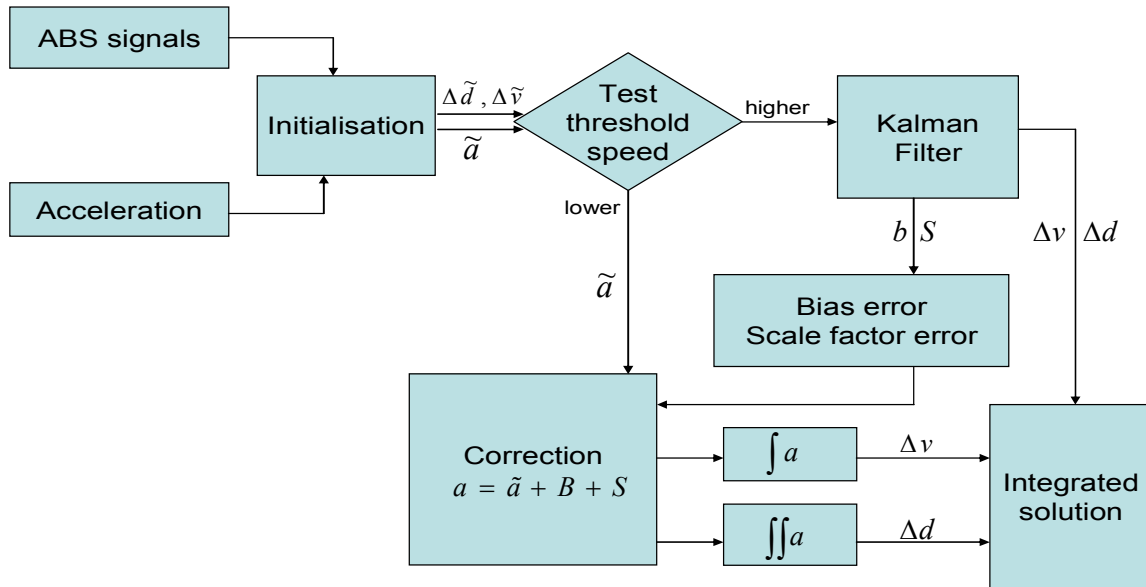 ABS signals
Acceleration
Initialisation
Δd̃ , Δṽ
ã
Test
threshold
speed
higher
lower
Kalman
Filter
b S
Δv Δd
ã
Bias error
Scale factor error
Correction
a = ã + B + S
∫ a
Δv
∬ a
Δd
Integrated
solution